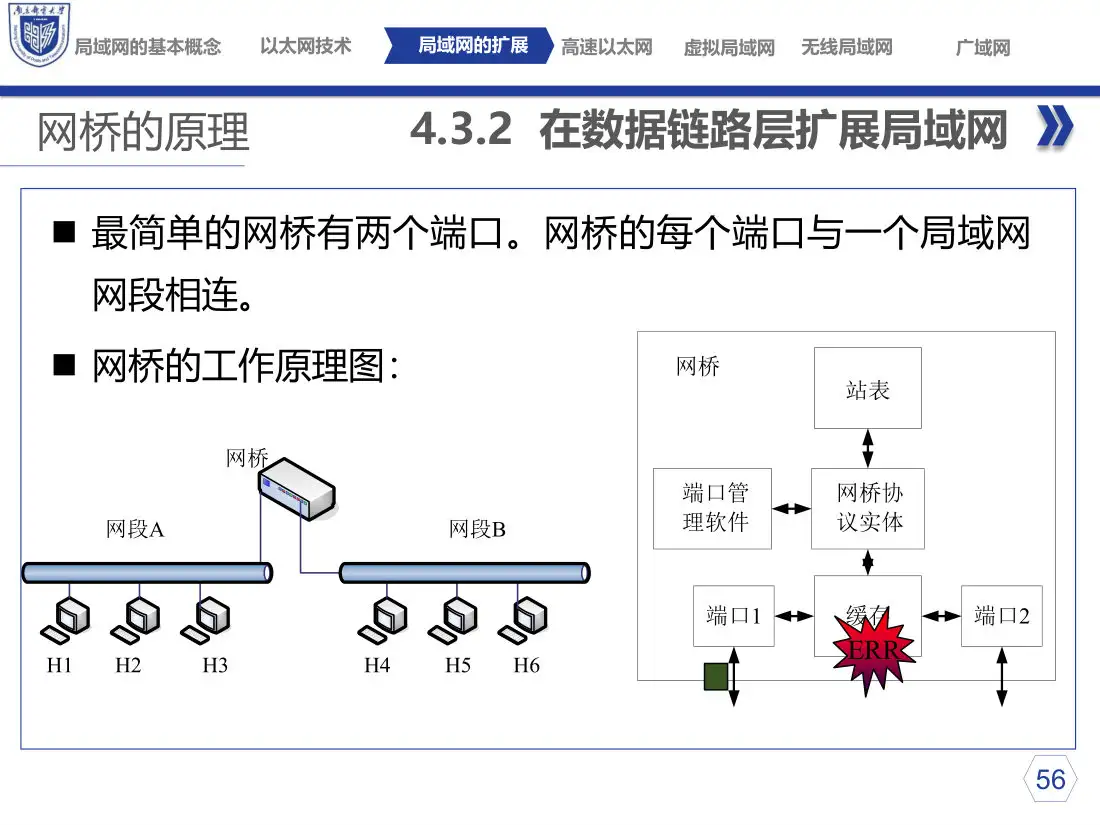 局域网的基本概念
以太网技术
局域网的扩展
高速以太网
虚拟局域网
无线局域网
广域网
网桥的原理
4.3.2 在数据链路层扩展局域网
最简单的网桥有两个端口。网桥的每个端口与一个局域网
网段相连。
网桥的工作原理图：
网桥
网段A
网段B
H1
H2
H3
H4
H5
H6
网桥
站表
端口管
理软件
网桥协
议实体
端口1
缓存
端口2
ERR
56